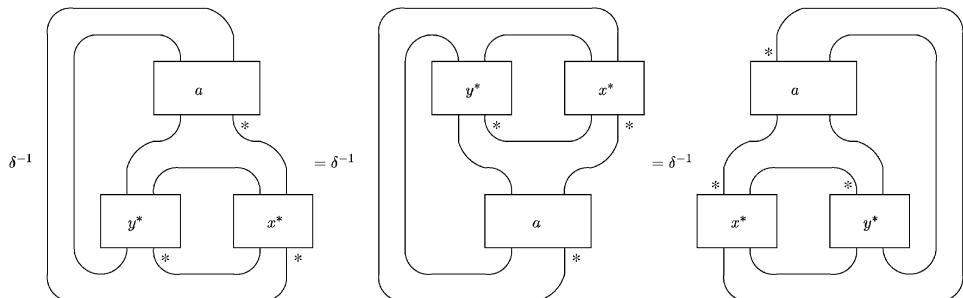 * 
a y* x* a
* * *
δ⁻¹ = δ⁻¹ = δ⁻¹
* *
y* x* a x* y*
* * *